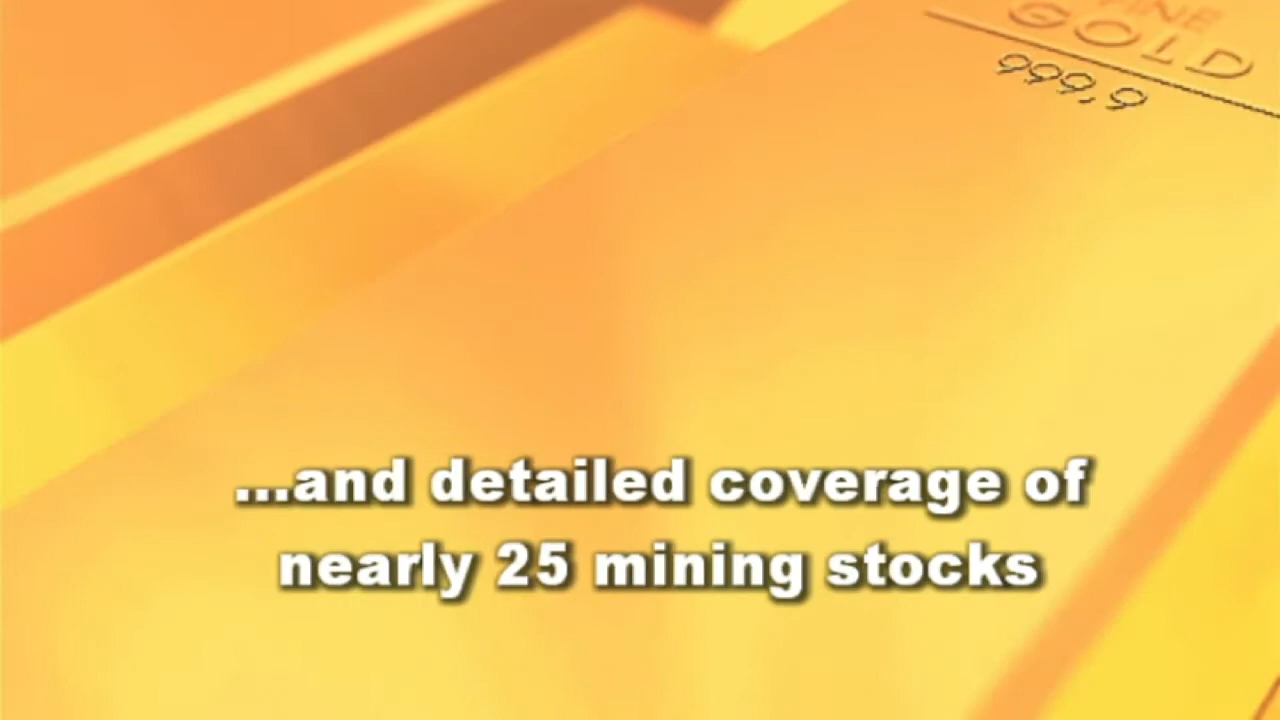 FINE
GOLD
999,9
...and detailed coverage of
nearly 25 mining stocks